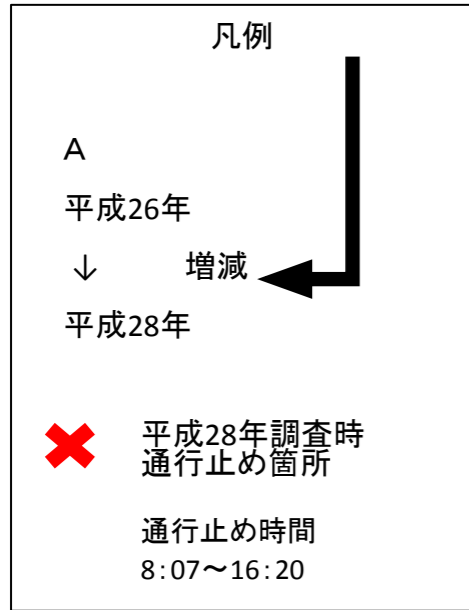 凡例
A
平成26年
↓ 増減
平成28年
平成28年調査時
通行止め箇所
通行止め時間
8:07～16:20